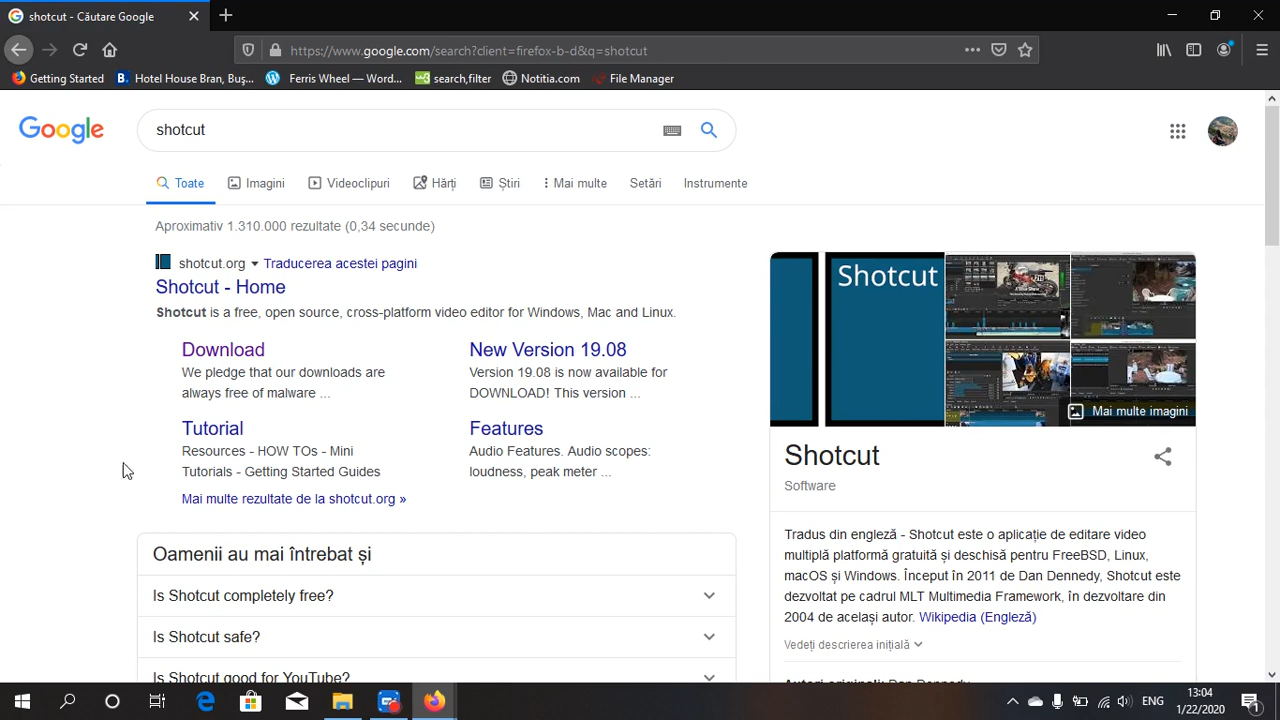 shotcut - Căutare Google
https://www.google.com/search?client=firefox-b-d&q=shotcut
Getting Started
Hotel House Bran, Buş...
Ferris Wheel — Word...
search,filter
Notitia.com
File Manager
Google
shotcut
Toate
Imagini
Videoclipuri
Hărți
Știri
Mai multe
Setări
Instrumente
Aproximativ 1.310.000 rezultate (0,34 secunde)
shotcut.org
Traducerea acestei pagini
Shotcut - Home
Shotcut is a free, open source, cross-platform video editor for Windows, Mac and Linux.
Download
We pledge that our downloads are
always free of malware ...
New Version 19.08
Version 19.08 is now available for
DOWNLOAD! This version ...
Tutorial
Resources - HOW TOs - Mini
Tutorials - Getting Started Guides
Features
Audio Features. Audio scopes:
loudness, peak meter ...
Mai multe rezultate de la shotcut.org »
Oamenii au mai întrebat și
Is Shotcut completely free?
Is Shotcut safe?
Is Shotcut good for YouTube?
Shotcut
Mai multe imagini
Shotcut
Software
Tradus din engleză - Shotcut este o aplicație de editare video
multiplă platformă gratuită și deschisă pentru FreeBSD, Linux,
macOS și Windows. Început în 2011 de Dan Dennedy, Shotcut este
dezvoltat pe cadrul MLT Multimedia Framework, în dezvoltare din
2004 de același autor. Wikipedia (Engleză)
Vedeți descrierea inițială
Autori originali: Dan Dennedy
ENG
13:04
1/22/2020